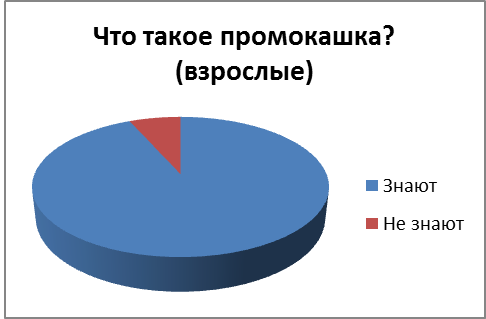 Что такое промокашка?
(взрослые)
Знают
Не знают